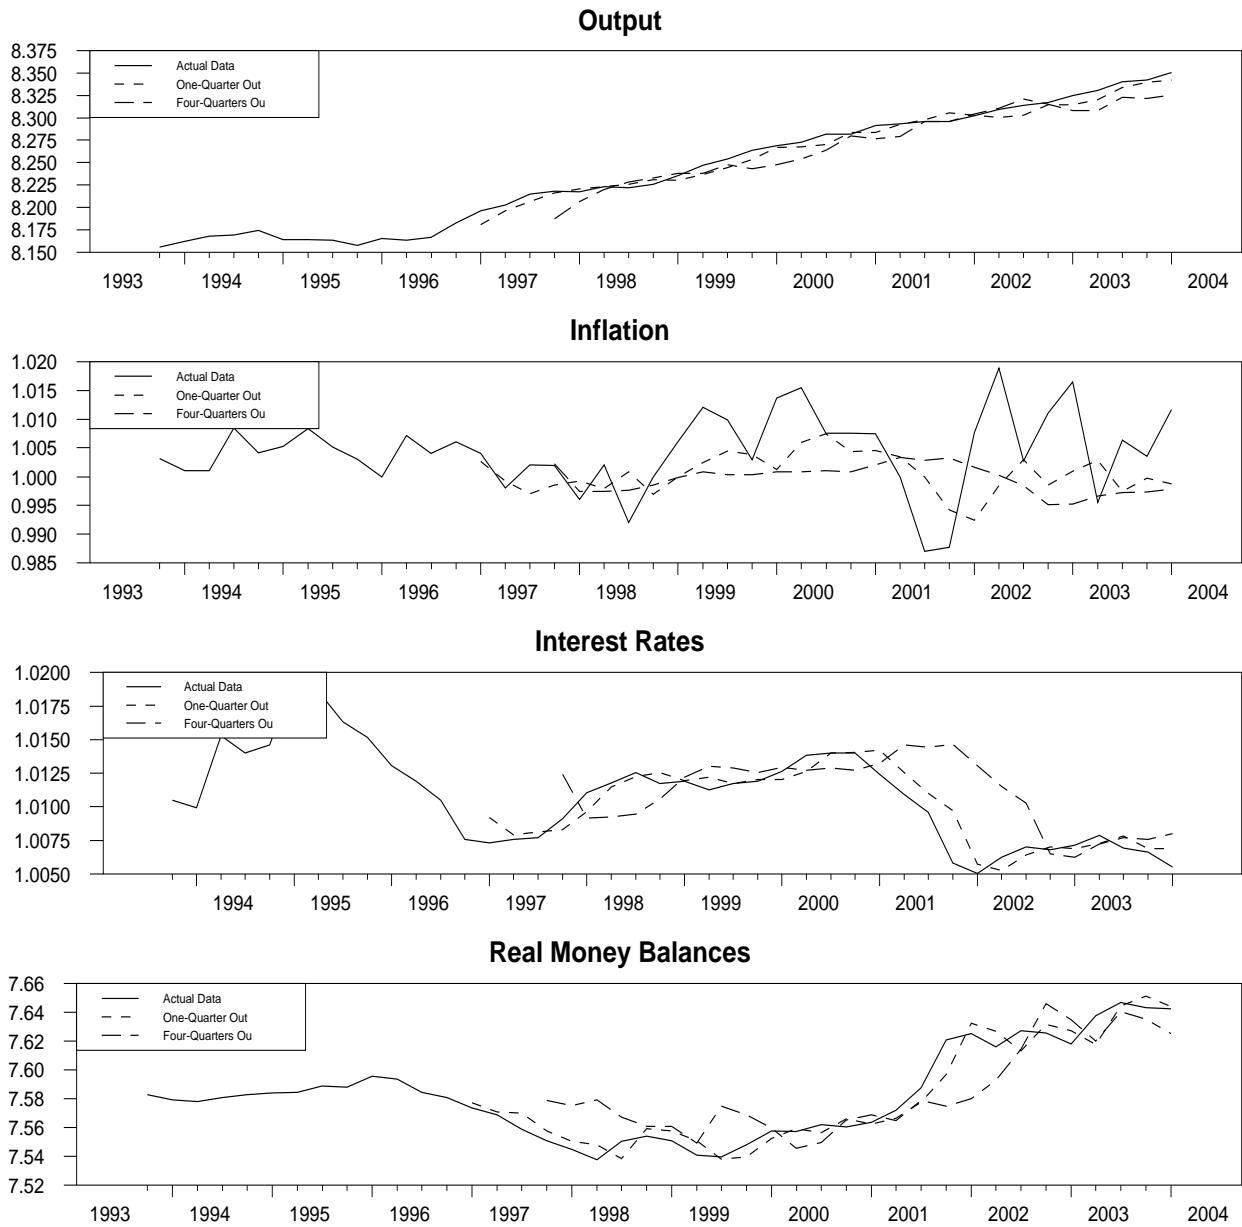 Output
8.375
8.350
8.325
8.300
8.275
8.250
8.225
8.200
8.175
8.150
Actual Data
One-Quarter Out
Four-Quarters Ou
1993 1994 1995 1996 1997 1998 1999 2000 2001 2002 2003 2004
Inflation
1.020
1.015
1.010
1.005
1.000
0.995
0.990
0.985
Actual Data
One-Quarter Out
Four-Quarters Ou
1993 1994 1995 1996 1997 1998 1999 2000 2001 2002 2003 2004
Interest Rates
1.0200
1.0175
1.0150
1.0125
1.0100
1.0075
1.0050
Actual Data
One-Quarter Out
Four-Quarters Ou
1994 1995 1996 1997 1998 1999 2000 2001 2002 2003
Real Money Balances
7.66
7.64
7.62
7.60
7.58
7.56
7.54
7.52
Actual Data
One-Quarter Out
Four-Quarters Ou
1993 1994 1995 1996 1997 1998 1999 2000 2001 2002 2003 2004